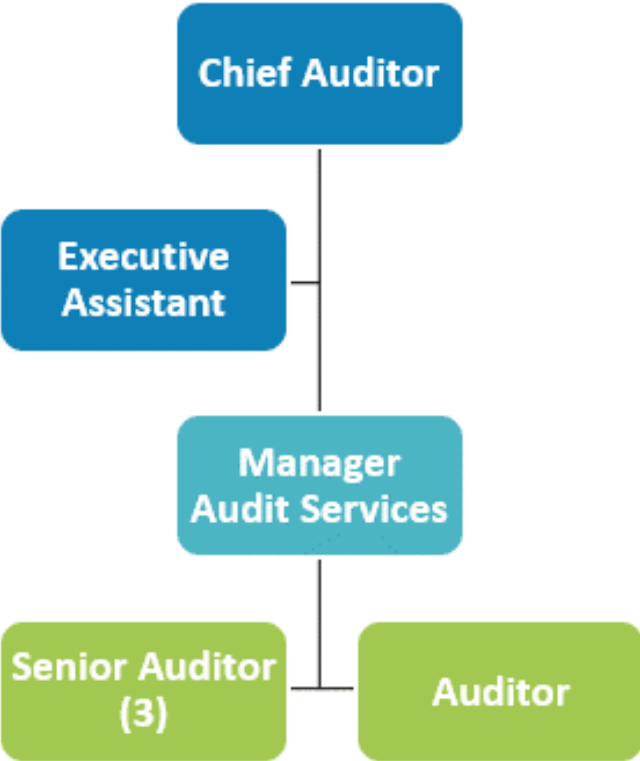 Chief Auditor
Executive
Assistant
Manager
Audit Services
Senior Auditor
(3)
Auditor